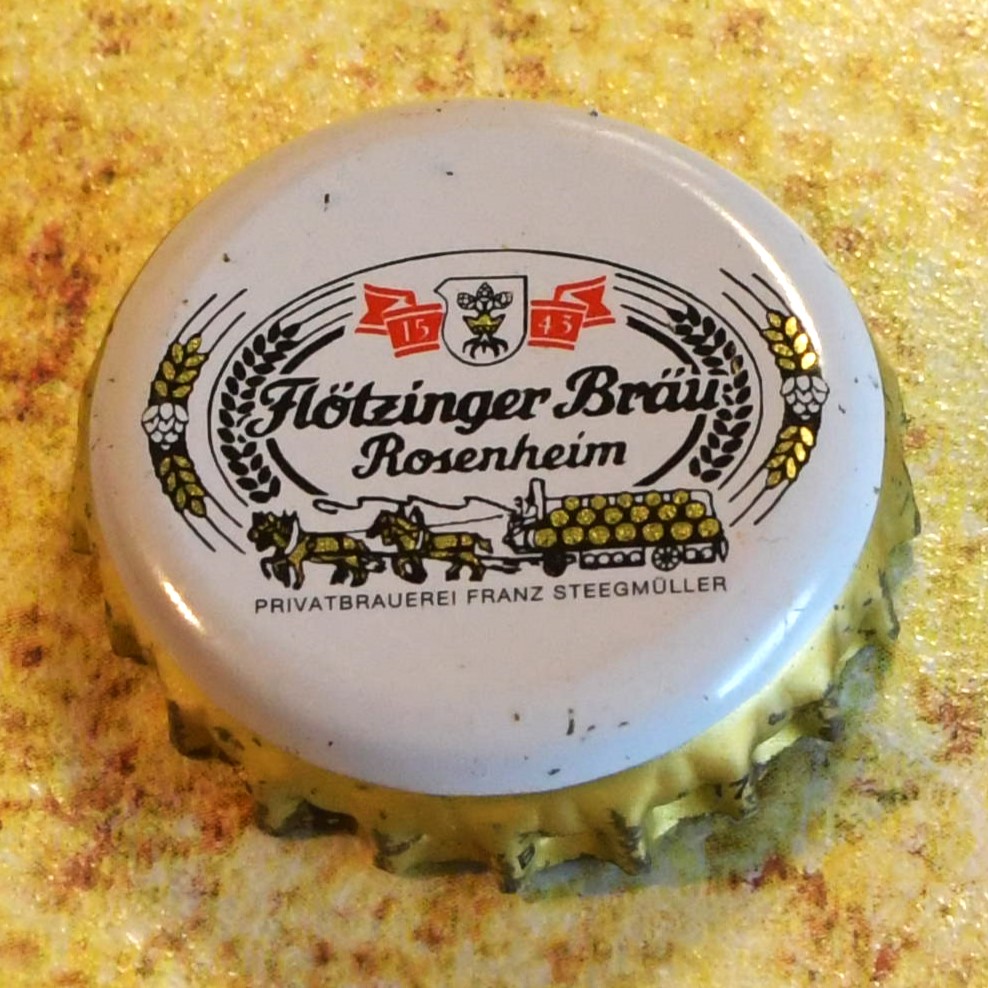 15 43
Flötzinger Bräu
Rosenheim
PRIVATBRAUEREI FRANZ STEEGMÜLLER